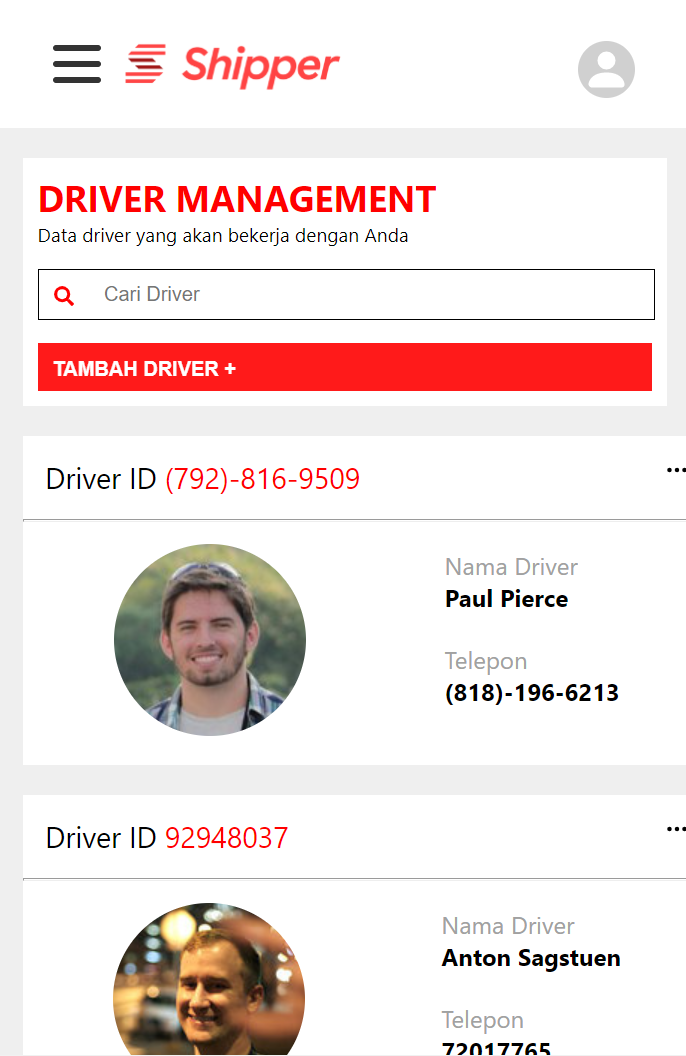 Shipper
DRIVER MANAGEMENT
Data driver yang akan bekerja dengan Anda
Cari Driver
TAMBAH DRIVER +
Driver ID (792)-816-9509
Nama Driver
Paul Pierce
Telepon
(818)-196-6213
Driver ID 92948037
Nama Driver
Anton Sagstuen
Telepon
72017765